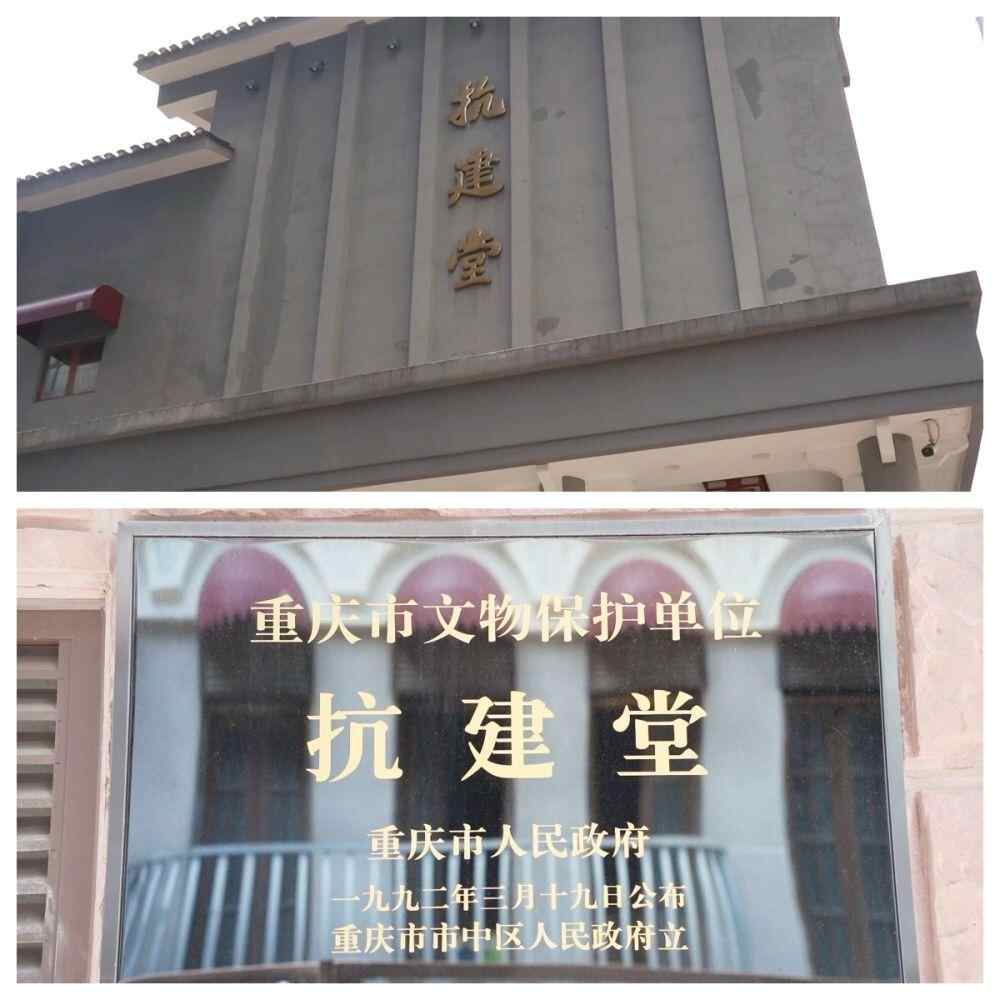 抗建堂
重庆市文物保护单位
抗建堂
重庆市人民政府
一九九二年三月十九日公布
重庆市市中区人民政府立